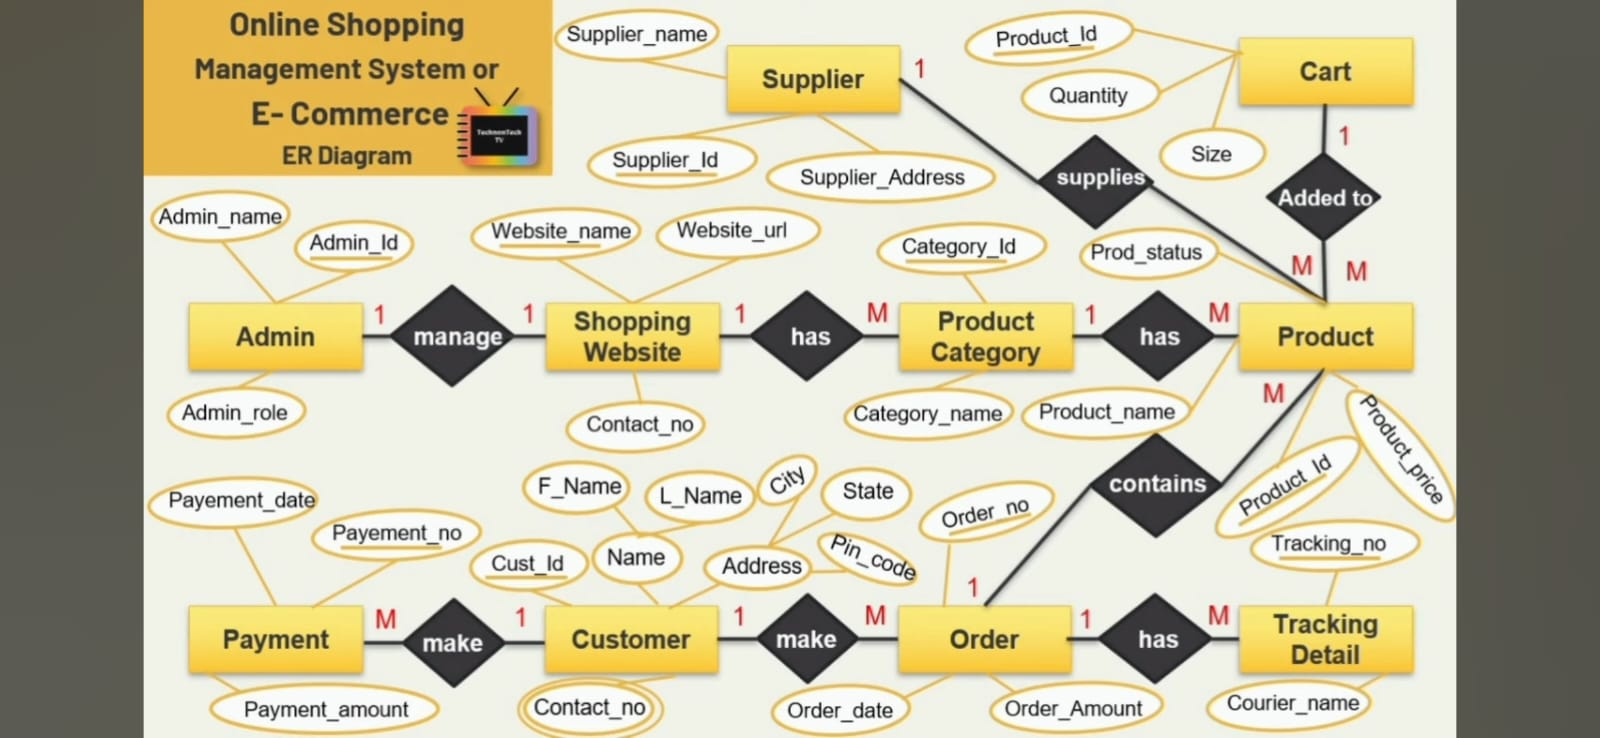 Online Shopping
Management System or
E- Commerce
ER Diagram
TechnonTech
TV
Supplier_name
Supplier
1
Supplier_Id
Supplier_Address
Product_Id
Quantity
Size
Cart
1
supplies
Added to
M
M
Admin_name
Admin_Id
Website_name
Website_url
Category_Id
Prod_status
Admin
1
manage
1
Shopping
Website
1
has
M
Product
Category
1
has
M
Product
Admin_role
Contact_no
Category_name
Product_name
M
Product_Id
Product_price
contains
Payement_date
Payement_no
F_Name
L_Name
City
State
Cust_Id
Name
Address
Pin_code
Order_no
Tracking_no
1
Payment
M
make
1
Customer
1
make
M
Order
1
has
M
Tracking
Detail
Payment_amount
Contact_no
Order_date
Order_Amount
Courier_name